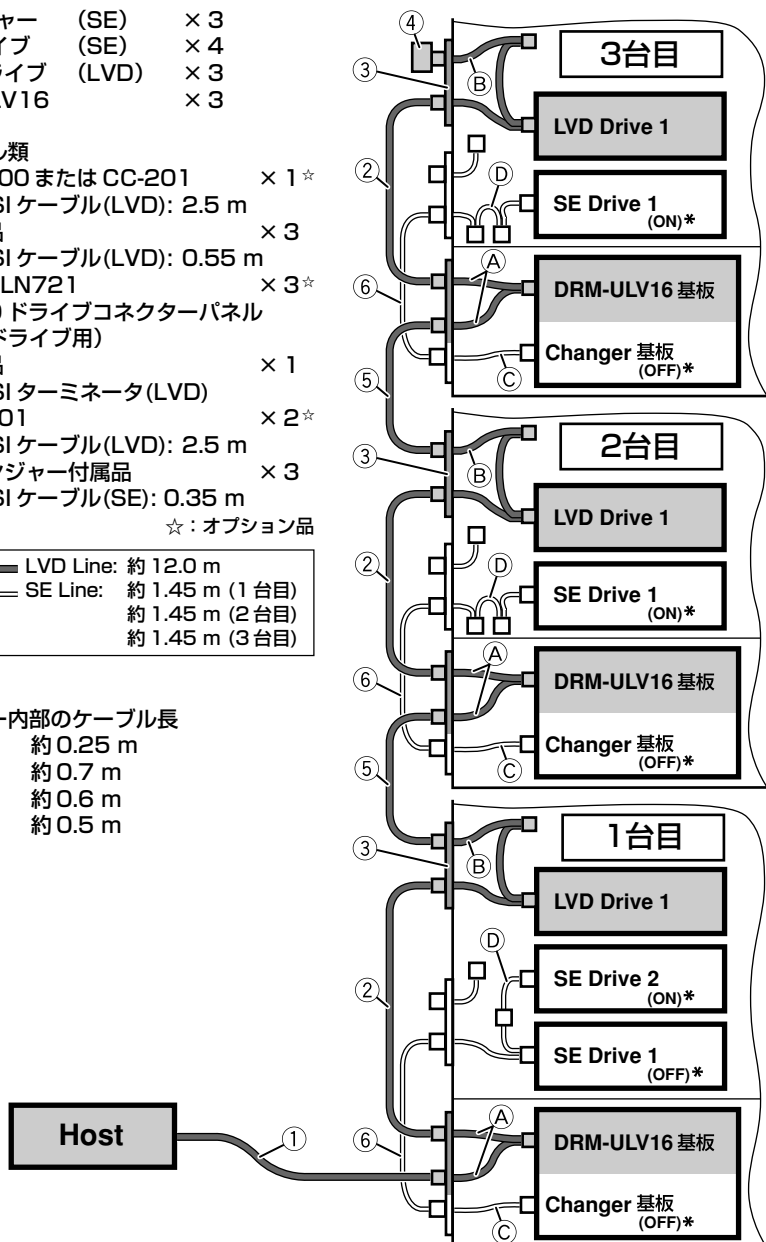 ャー (SE) × 3
イブ (SE) × 4
ライブ (LVD) × 3
LV16 × 3
ル類
00 または CC-201 × 1☆
SI ケーブル(LVD): 2.5 m
品 × 3
SI ケーブル(LVD): 0.55 m
LN721 × 3☆
ドライブコネクターパネル
ドライブ用)
品 × 1
SI ターミネータ(LVD)
01 × 2☆
SI ケーブル(LVD): 2.5 m
ンジャー付属品 × 3
SI ケーブル(SE): 0.35 m
☆：オプション品
LVD Line: 約 12.0 m
SE Line: 約 1.45 m (1 台目)
約 1.45 m (2 台目)
約 1.45 m (3 台目)
ー内部のケーブル長
約 0.25 m
約 0.7 m
約 0.6 m
約 0.5 m
④
③
Ⓑ
3台目
LVD Drive 1
②
Ⓓ
SE Drive 1
(ON)*
Ⓐ
⑥
DRM-ULV16 基板
Changer 基板
(OFF)*
Ⓒ
⑤
③
Ⓑ
2台目
LVD Drive 1
②
Ⓓ
SE Drive 1
(ON)*
Ⓐ
⑥
DRM-ULV16 基板
Changer 基板
(OFF)*
Ⓒ
⑤
③
Ⓑ
1台目
LVD Drive 1
Ⓓ
②
SE Drive 2
(ON)*
SE Drive 1
(OFF)*
Host
①
⑥
Ⓐ
DRM-ULV16 基板
Changer 基板
(OFF)*
Ⓒ